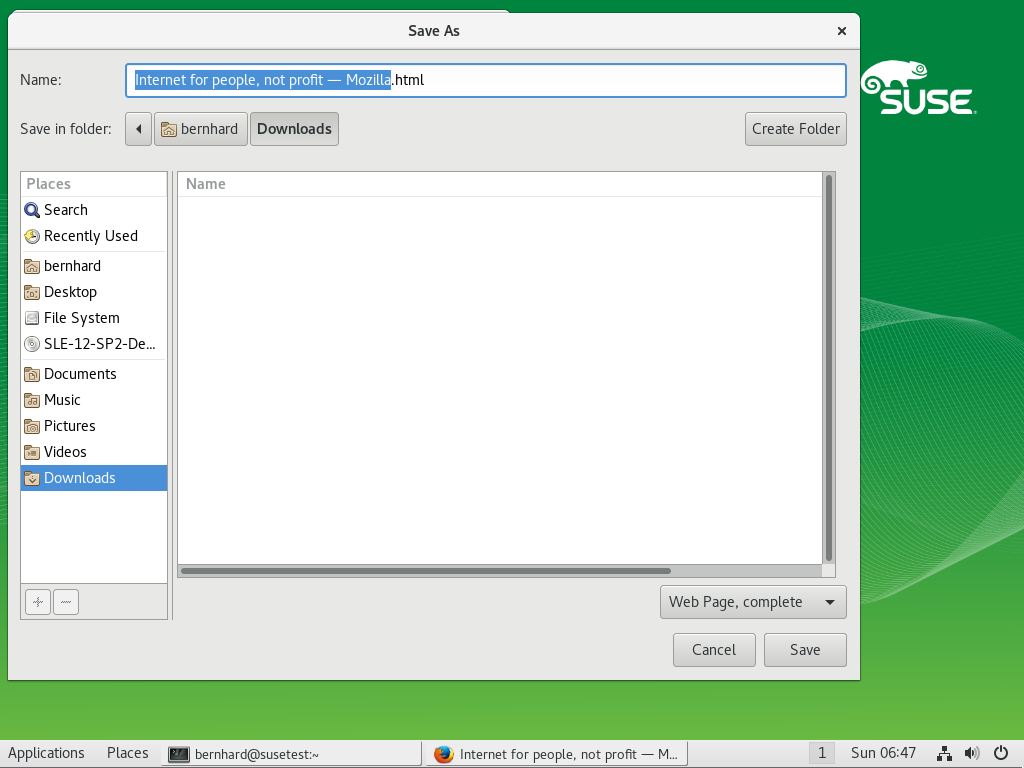 Save As
Name: Internet for people, not profit — Mozilla.html
Save in folder: bernhard Downloads Create Folder
Places Name
Search
Recently Used
bernhard
Desktop
File System
SLE-12-SP2-De...
Documents
Music
Pictures
Videos
Downloads
Web Page, complete
Cancel Save
SUSE
Applications Places bernhard@susetest:~ Internet for people, not profit — M... 1 Sun 06:47